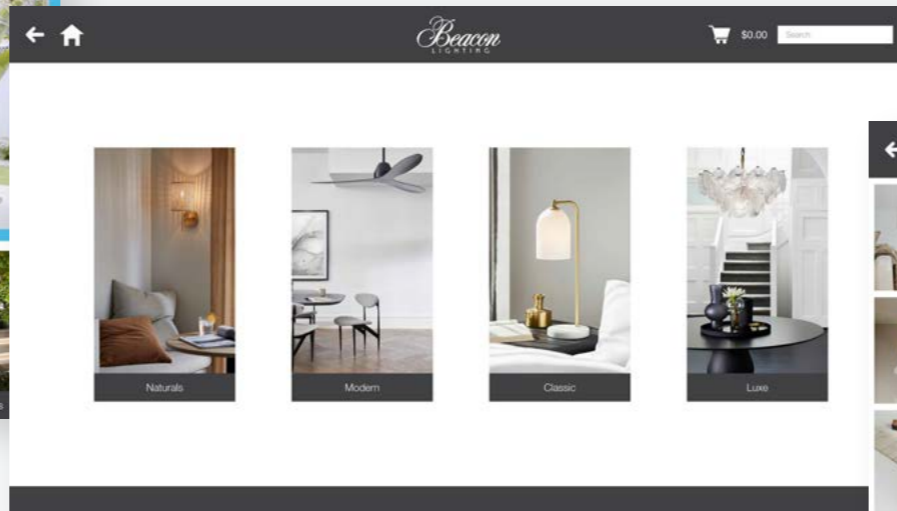 Beacon
LIGHTING
$0.00
Search
Naturals
Modern
Classic
Luxe